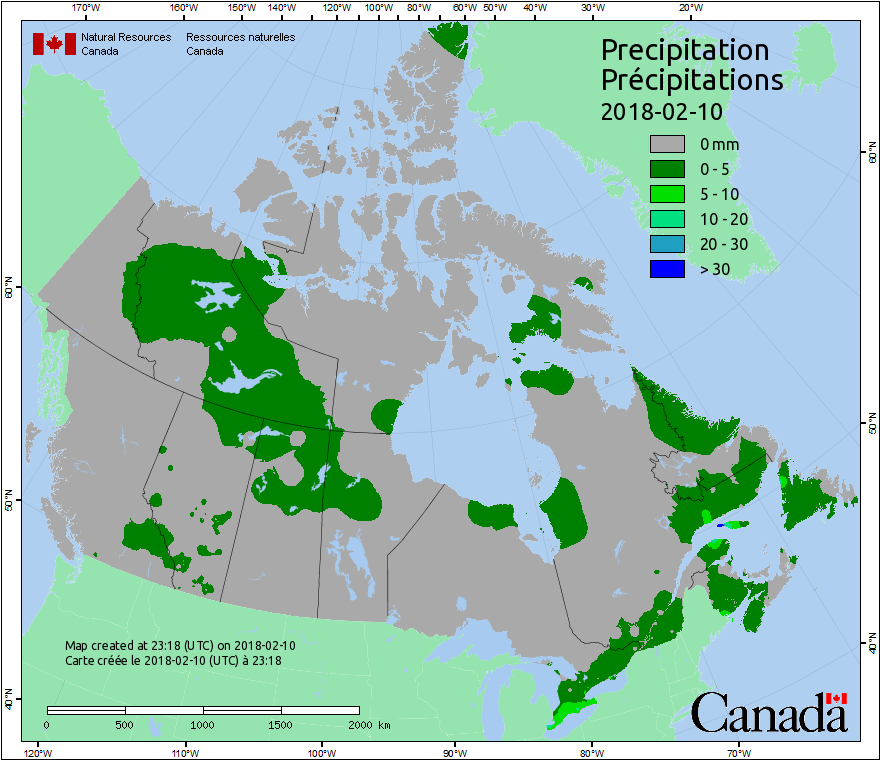 170°W 160°W 150°W 140°W 130°W 120°W 110°W 100°W 90°W 80°W 60°W 50°W 40°W 30°W 20°W
Natural Resources Ressources naturelles
Canada Canada
Precipitation
Précipitations
2018-02-10
0 mm
0 - 5
5 - 10
10 - 20
20 - 30
> 30
60°N
60°N
50°N
50°N
40°N
40°N
Map created at 23:18 (UTC) on 2018-02-10
Carte créée le 2018-02-10 (UTC) à 23:18
0 500 1000 1500 2000 km
Canada
120°W 110°W 100°W 90°W 80°W 70°W